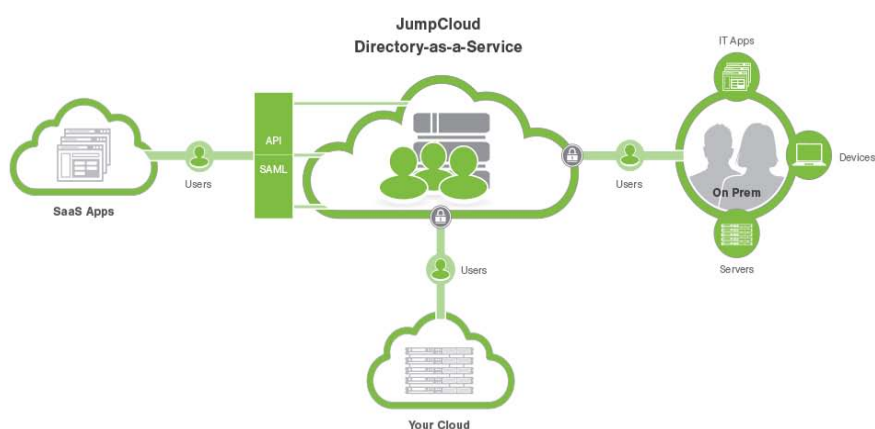 JumpCloud
Directory-as-a-Service
IT Apps
API
SAML
Users
SaaS Apps
Users
On Prem
Devices
Servers
Users
Your Cloud